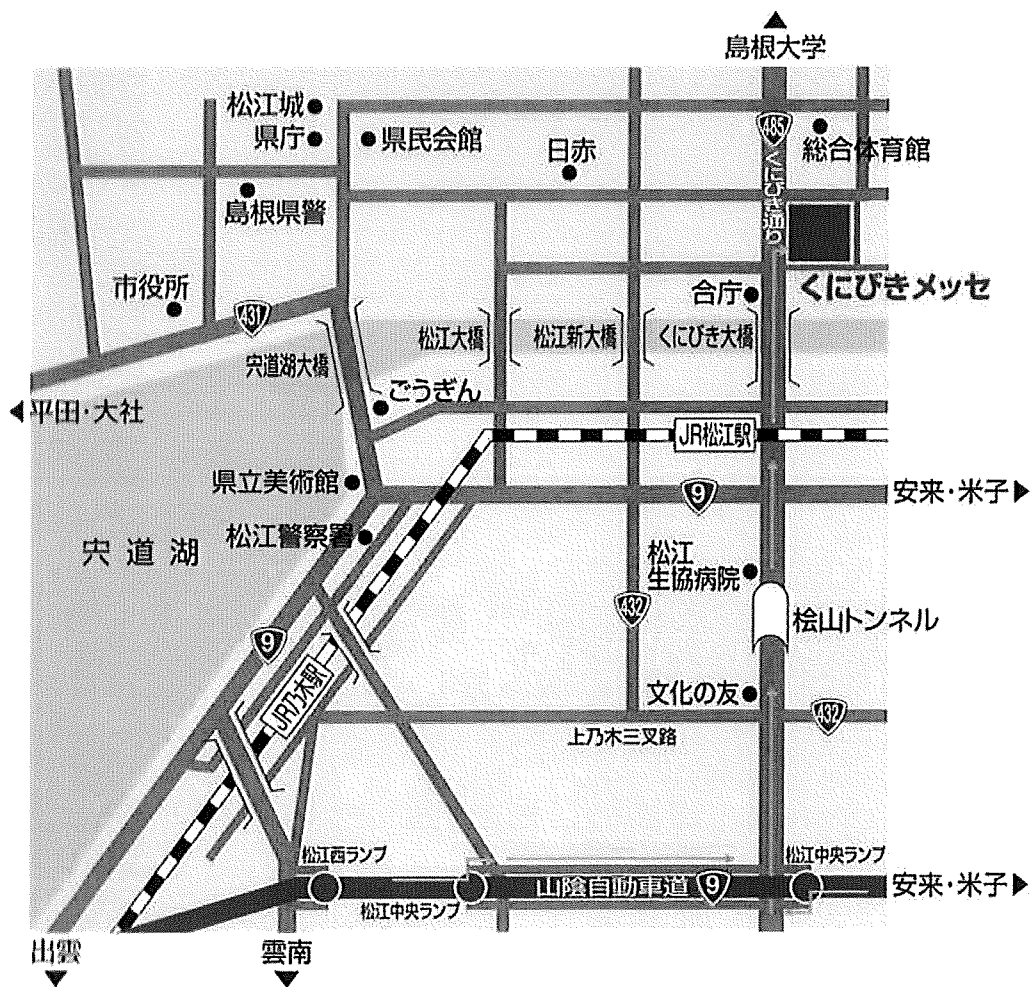 ▲
島根大学
松江城
県庁
県民会館
日赤
485
総合体育館
くにびき通り
島根県警
市役所
431
合庁
くにびきメッセ
宍道湖大橋
松江大橋
松江新大橋
くにびき大橋
ごうぎん
◀平田・大社
JR松江駅
県立美術館
9
安来・米子▶
松江警察署
宍道湖
松江
生協病院
432
桧山トンネル
9
JR乃木駅
文化の友
432
上乃木三叉路
松江西ランプ
松江中央ランプ
山陰自動車道
9
安来・米子▶
松江中央ランプ
出雲
▼
雲南
▼